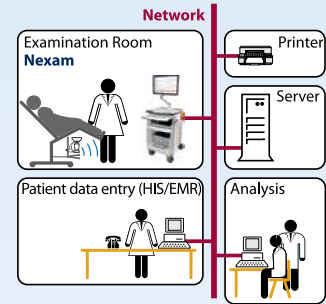 Network
Examination Room
Nexam
Printer
Server
Patient data entry (HIS/EMR)
Analysis